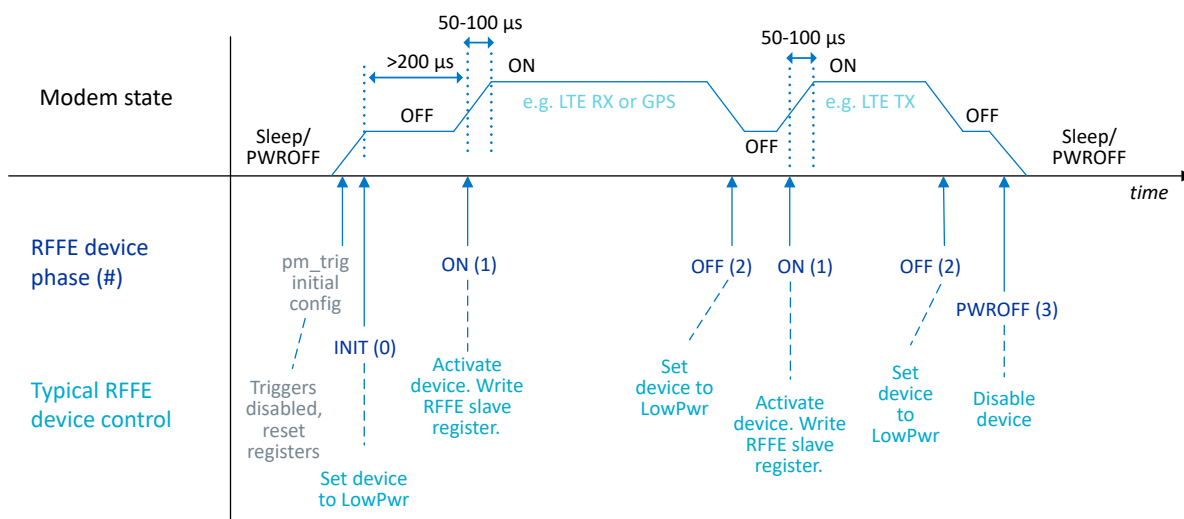 50-100 µs
50-100 µs
>200 µs
ON
ON
Modem state
e.g. LTE RX or GPS
e.g. LTE TX
OFF
OFF
Sleep/
PWROFF
OFF
OFF
Sleep/
PWROFF
time
RFFE device
phase (#)
pm_trig
initial
config
ON (1)
OFF (2)
ON (1)
OFF (2)
PWROFF (3)
INIT (0)
Typical RFFE
device control
Triggers
disabled,
reset
registers
Set device
to LowPwr
Activate
device. Write
RFFE slave
register.
Set
device to
LowPwr
Activate
device. Write
RFFE slave
register.
Set
device
to
LowPwr
Disable
device